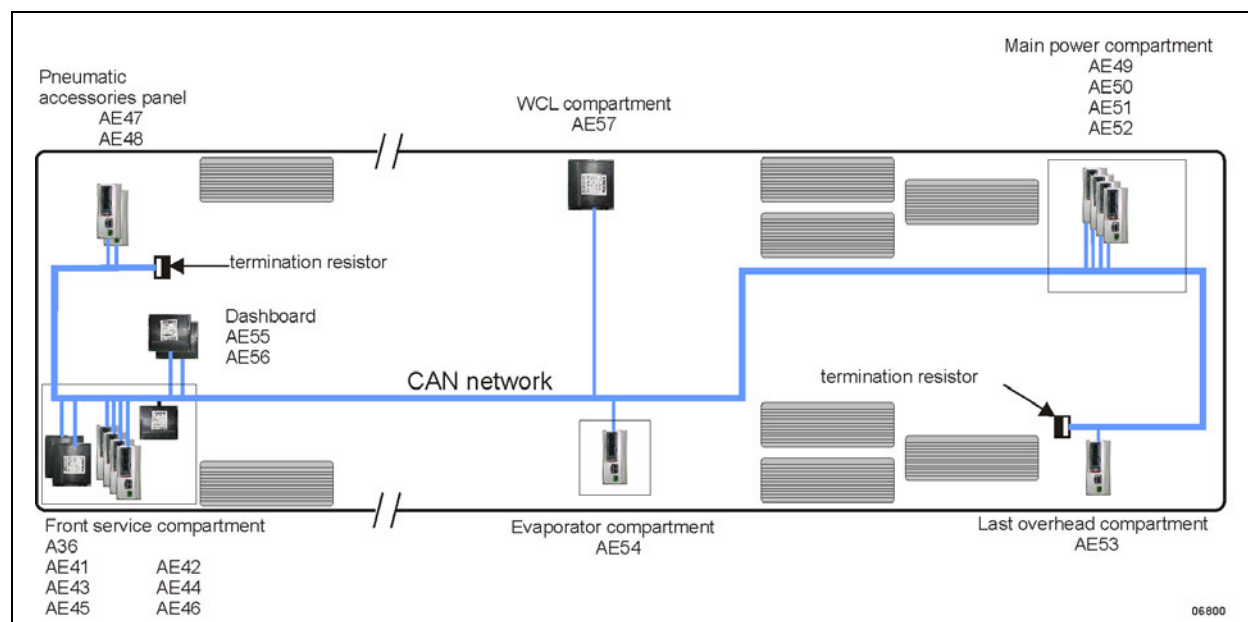 Main power compartment
AE49
AE50
AE51
AE52
Pneumatic
accessories panel
AE47
AE48
WCL compartment
AE57
termination resistor
Dashboard
AE55
AE56
CAN network
termination resistor
Front service compartment
A36
AE41 AE42
AE43 AE44
AE45 AE46
Evaporator compartment
AE54
Last overhead compartment
AE53
06800